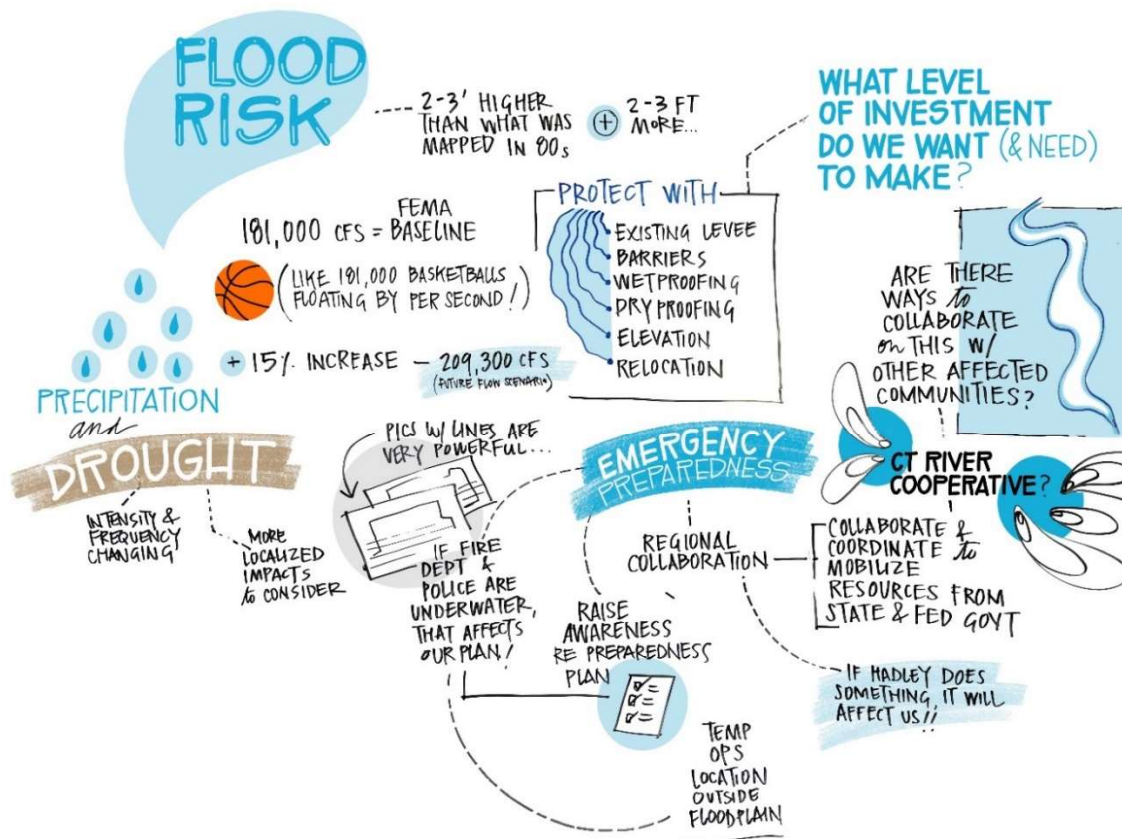 FLOOD
RISK
2-3' HIGHER
THAN WHAT WAS
MAPPED IN 80s
+
2-3 FT
MORE...
WHAT LEVEL
OF INVESTMENT
DO WE WANT (& NEED)
TO MAKE?
181,000 CFS = FEMA
BASELINE
(LIKE 181,000 BASKETBALLS
FLOATING BY PER SECOND!)
+ 15% INCREASE — 209,300 CFS
(FUTURE FLOW SCENARIO)
PROTECT WITH
EXISTING LEVEE
BARRIERS
WETPROOFING
DRYPROOFING
ELEVATION
RELOCATION
ARE THERE
WAYS to
COLLABORATE
on THIS W/
OTHER AFFECTED
COMMUNITIES?
PRECIPITATION
and
DROUGHT
INTENSITY &
FREQUENCY
CHANGING
MORE
LOCALIZED
IMPACTS
to CONSIDER
PICS W/ LINES ARE
VERY POWERFUL...
IF FIRE
DEPT &
POLICE ARE
UNDERWATER,
THAT AFFECTS
OUR PLAN!
EMERGENCY
PREPAREDNESS
RAISE
AWARENESS
RE PREPAREDNESS
PLAN
REGIONAL
COLLABORATION
CT RIVER
COOPERATIVE?
COLLABORATE &
COORDINATE to
MOBILIZE
RESOURCES FROM
STATE & FED GOVT
IF HADLEY DOES
SOMETHING, IT WILL
AFFECT US!!
TEMP
OPS
LOCATION
OUTSIDE
FLOODPLAIN